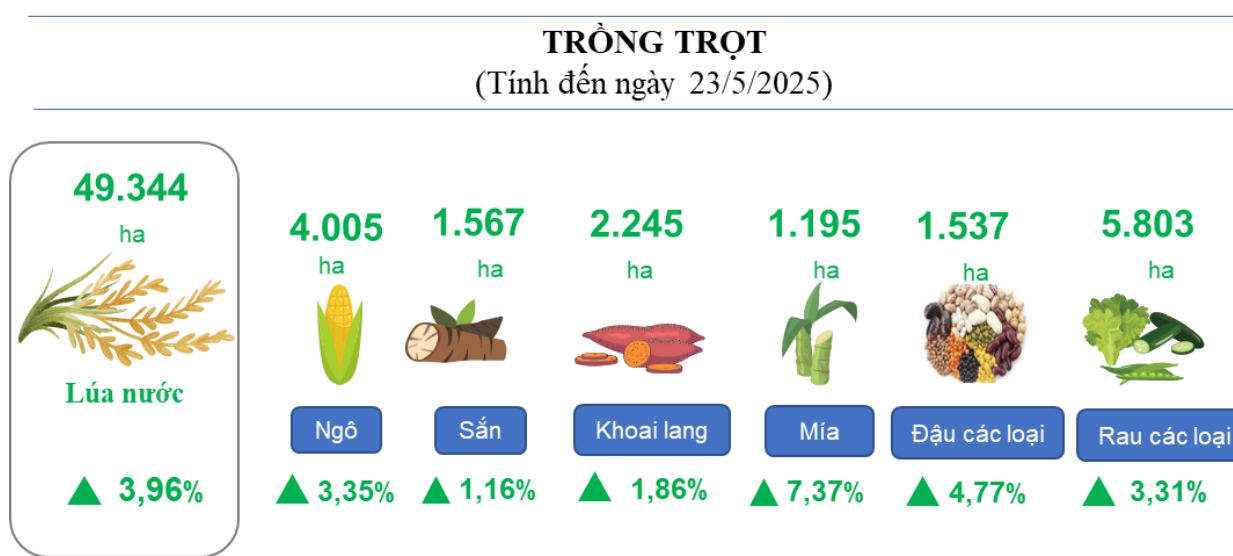 TRỒNG TRỌT
(Tính đến ngày 23/5/2025)
49.344
ha
Lúa nước
3,96%
4.005
ha
Ngô
3,35%
1.567
ha
Sắn
1,16%
2.245
ha
Khoai lang
1,86%
1.195
ha
Mía
7,37%
1.537
ha
Đậu các loại
4,77%
5.803
ha
Rau các loại
3,31%